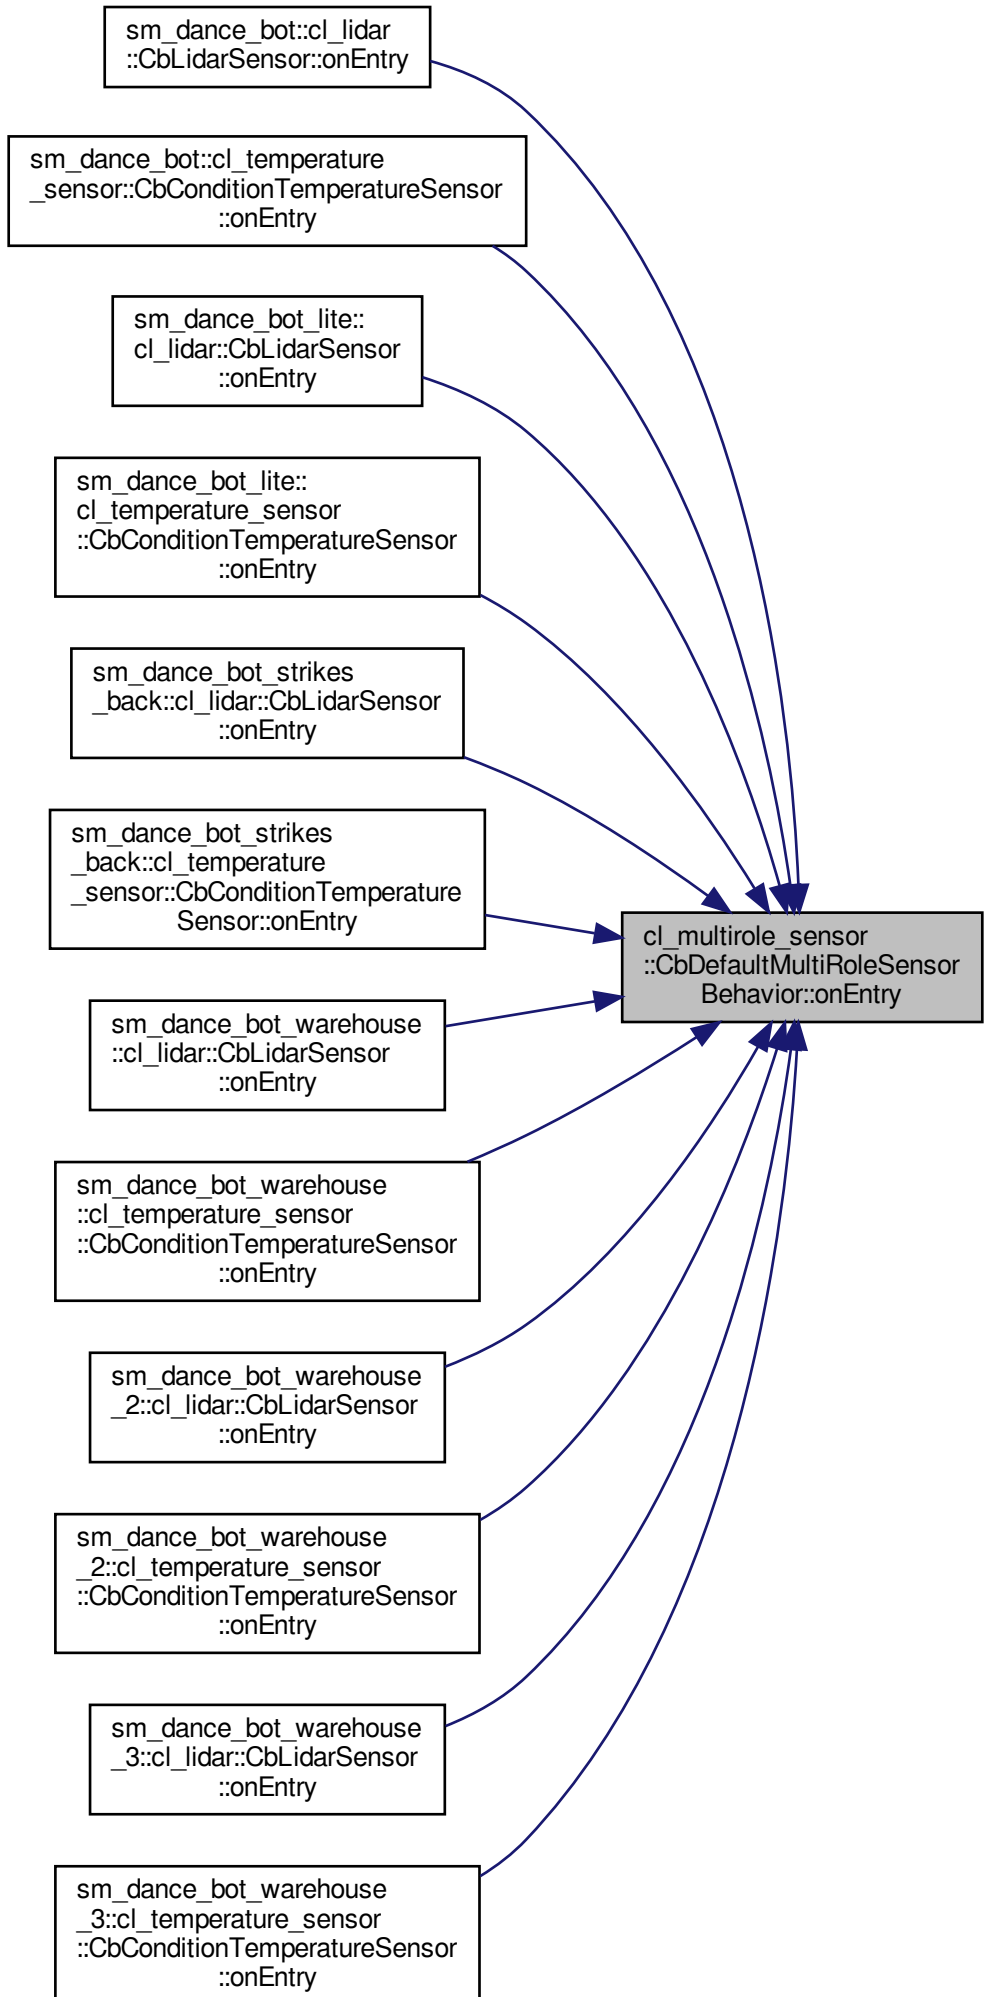 sm_dance_bot::cl_lidar
::CbLidarSensor::onEntry
sm_dance_bot::cl_temperature
_sensor::CbConditionTemperatureSensor
::onEntry
sm_dance_bot_lite::
cl_lidar::CbLidarSensor
::onEntry
sm_dance_bot_lite::
cl_temperature_sensor
::CbConditionTemperatureSensor
::onEntry
sm_dance_bot_strikes
_back::cl_lidar::CbLidarSensor
::onEntry
sm_dance_bot_strikes
_back::cl_temperature
_sensor::CbConditionTemperature
Sensor::onEntry
cl_multirole_sensor
::CbDefaultMultiRoleSensor
Behavior::onEntry
sm_dance_bot_warehouse
::cl_lidar::CbLidarSensor
::onEntry
sm_dance_bot_warehouse
::cl_temperature_sensor
::CbConditionTemperatureSensor
::onEntry
sm_dance_bot_warehouse
_2::cl_lidar::CbLidarSensor
::onEntry
sm_dance_bot_warehouse
_2::cl_temperature_sensor
::CbConditionTemperatureSensor
::onEntry
sm_dance_bot_warehouse
_3::cl_lidar::CbLidarSensor
::onEntry
sm_dance_bot_warehouse
_3::cl_temperature_sensor
::CbConditionTemperatureSensor
::onEntry